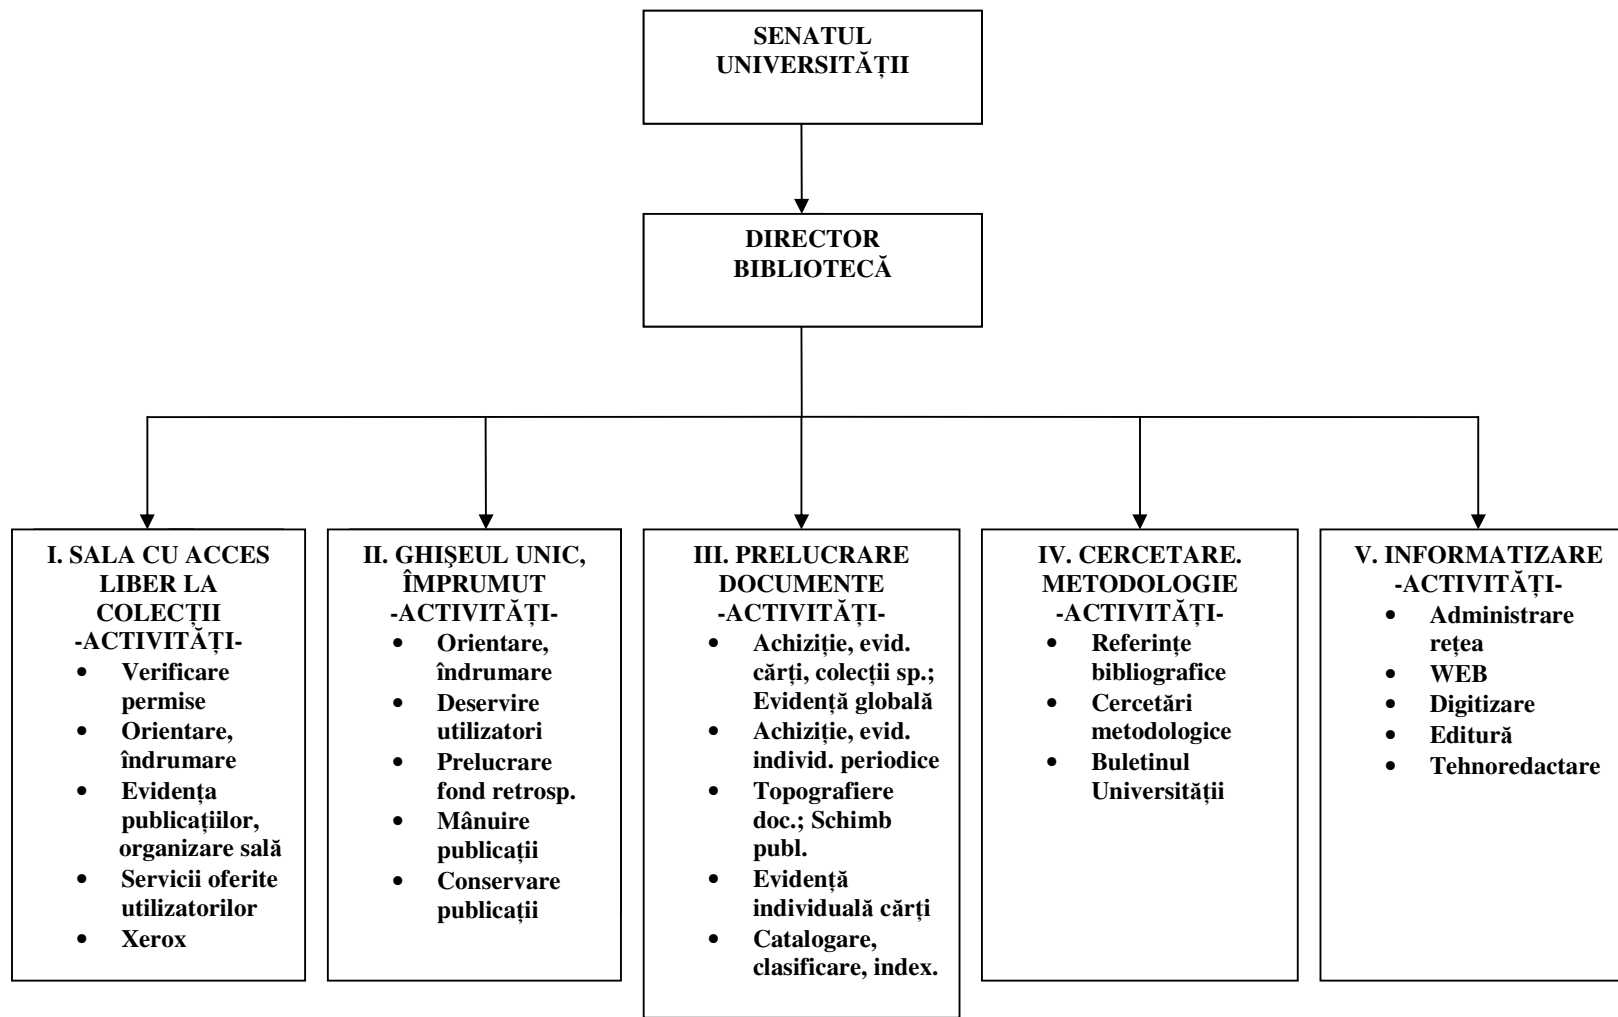 SENATUL
UNIVERSITĂȚII
DIRECTOR
BIBLIOTECĂ
I. SALA CU ACCES
LIBER LA
COLECȚII
-ACTIVITĂȚI-
• Verificare
permise
• Orientare,
îndrumare
• Evidența
publicațiilor,
organizare sală
• Servicii oferite
utilizatorilor
• Xerox
II. GHIŞEUL UNIC,
ÎMPRUMUT
-ACTIVITĂȚI-
• Orientare,
îndrumare
• Deservire
utilizatori
• Prelucrare
fond retrosp.
• Mânuire
publicații
• Conservare
publicații
III. PRELUCRARE
DOCUMENTE
-ACTIVITĂȚI-
• Achiziție, evid.
cărți, colecții sp.;
Evidență globală
• Achiziție, evid.
individ. periodice
• Topografiere
doc.; Schimb
publ.
• Evidență
individuală cărți
• Catalogare,
clasificare, index.
IV. CERCETARE.
METODOLOGIE
-ACTIVITĂȚI-
• Referințe
bibliografice
• Cercetări
metodologice
• Buletinul
Universității
V. INFORMATIZARE
-ACTIVITĂȚI-
• Administrare
rețea
• WEB
• Digitizare
• Editură
• Tehnoredactare